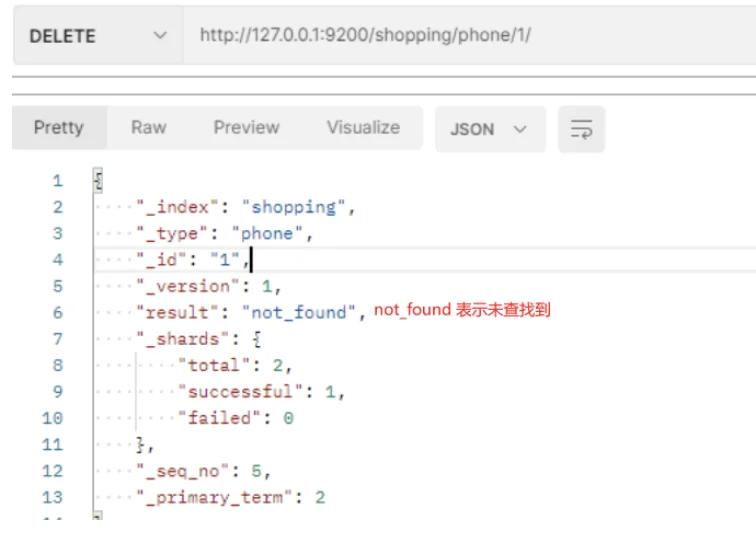 DELETE http://127.0.0.1:9200/shopping/phone/1/
Pretty Raw Preview Visualize JSON
1 {
2 "_index": "shopping",
3 "_type": "phone",
4 "_id": "1",
5 "_version": 1,
6 "result": "not_found", not_found 表示未查找到
7 "_shards": {
8 "total": 2,
9 "successful": 1,
10 "failed": 0
11 },
12 "_seq_no": 5,
13 "_primary_term": 2